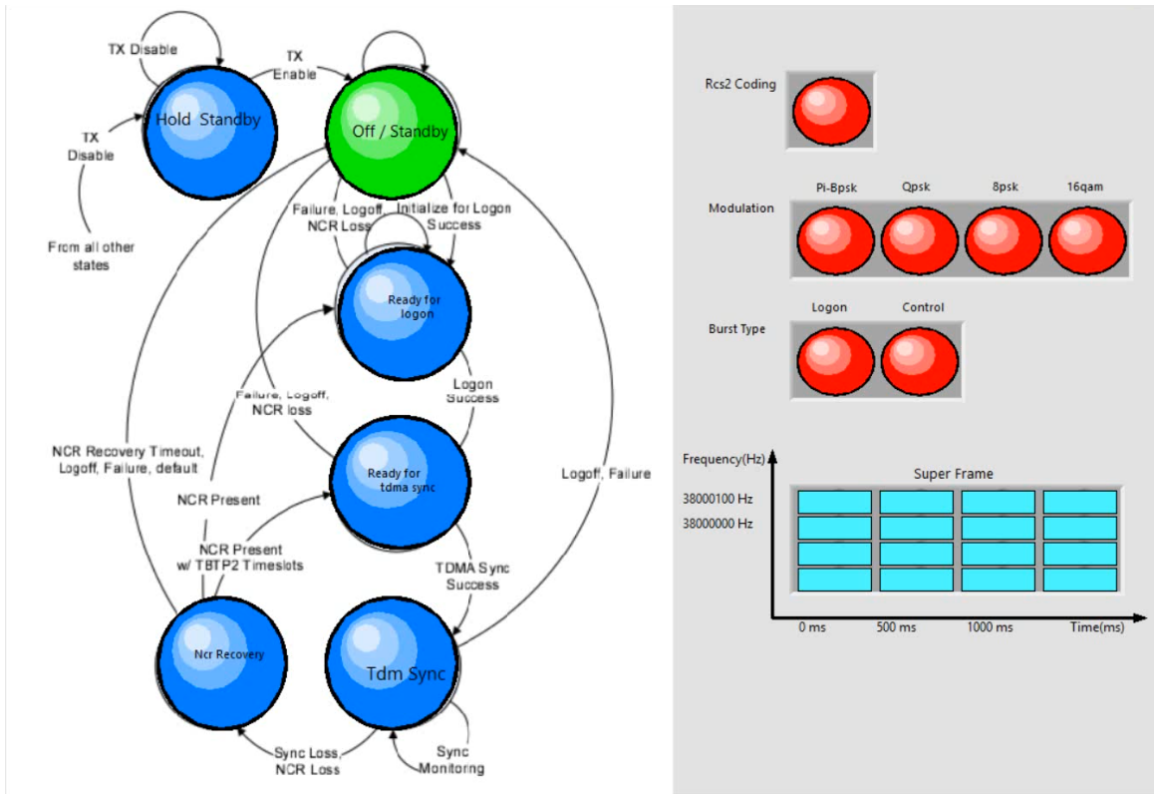 TX Disable
TX
Enable
Hold Standby
Off / Standby
TX
Disable
From all other
states
Failure, Logoff,
NCR Loss
Initialize for Logon
Success
Ready for
logon
Logon
Success
Failure, Logoff,
NCR loss
NCR Recovery Timeout,
Logoff, Failure, default
Ready for
tdma sync
Logoff, Failure
NCR Present
NCR Present
w/ TBTP2 Timeslots
TDMA Sync
Success
Ncr Recovery
Tdm Sync
Sync Loss,
NCR Loss
Sync
Monitoring
Rcs2 Coding
Pi-Bpsk Qpsk 8psk 16qam
Modulation
Logon Control
Burst Type
Frequency(Hz)
Super Frame
38000100 Hz
38000000 Hz
0 ms 500 ms 1000 ms Time(ms)